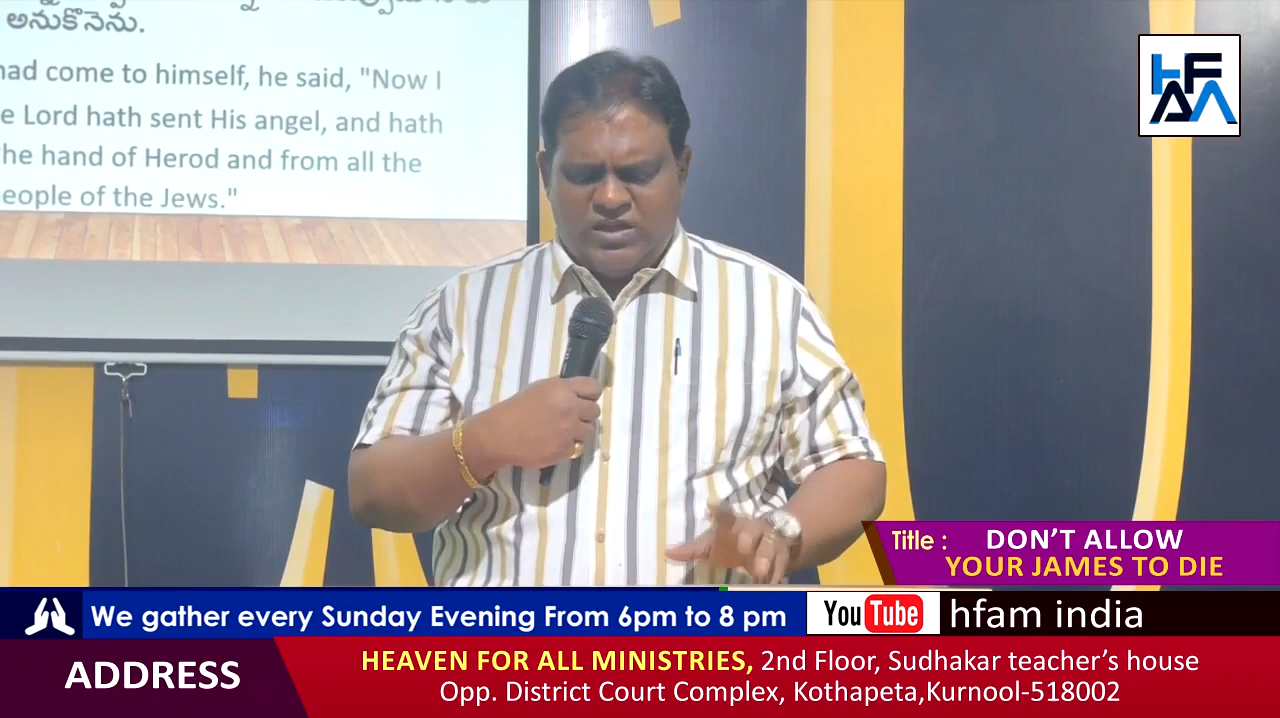 అనుకొనెను.
had come to himself, he said, "Now I
e Lord hath sent His angel, and hath
the hand of Herod and from all the
eople of the Jews."
HFAM
Title : DON'T ALLOW
YOUR JAMES TO DIE
We gather every Sunday Evening From 6pm to 8 pm
YouTube hfam india
ADDRESS
HEAVEN FOR ALL MINISTRIES, 2nd Floor, Sudhakar teacher's house
Opp. District Court Complex, Kothapeta,Kurnool-518002